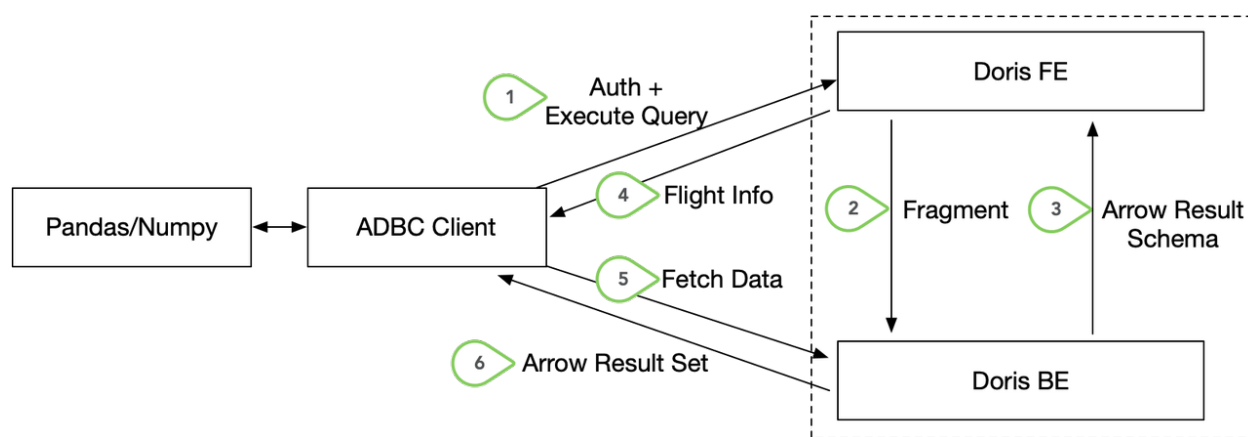 Doris FE
1
Auth +
Execute Query
4
Flight Info
2
Fragment
3
Arrow Result
Schema
Pandas/Numpy
ADBC Client
5
Fetch Data
6
Arrow Result Set
Doris BE